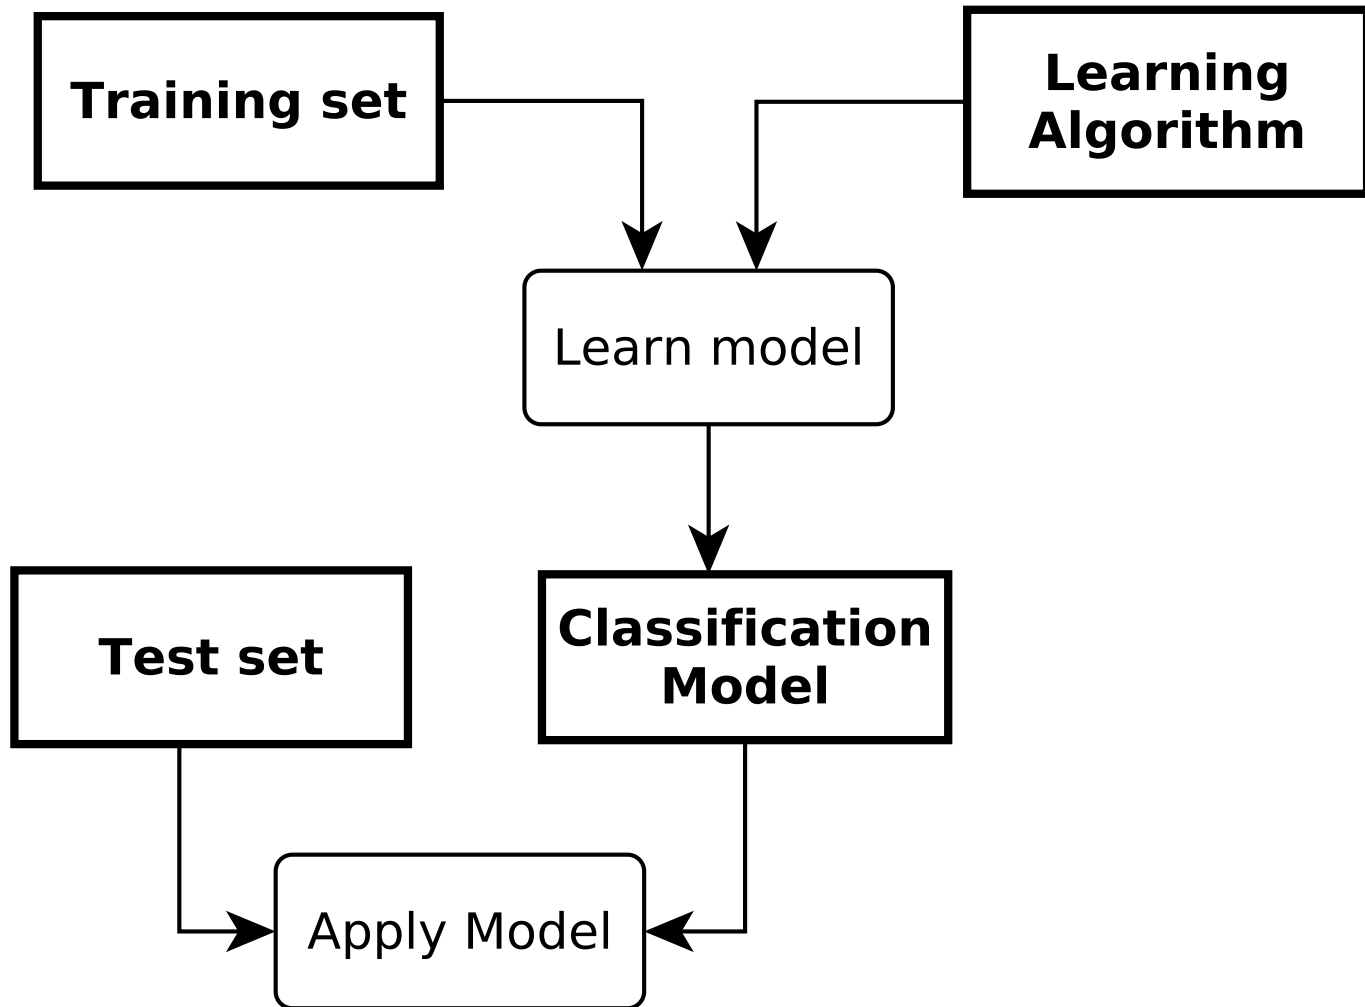 Training set
Learning
Algorithm
Learn model
Test set
Classification
Model
Apply Model